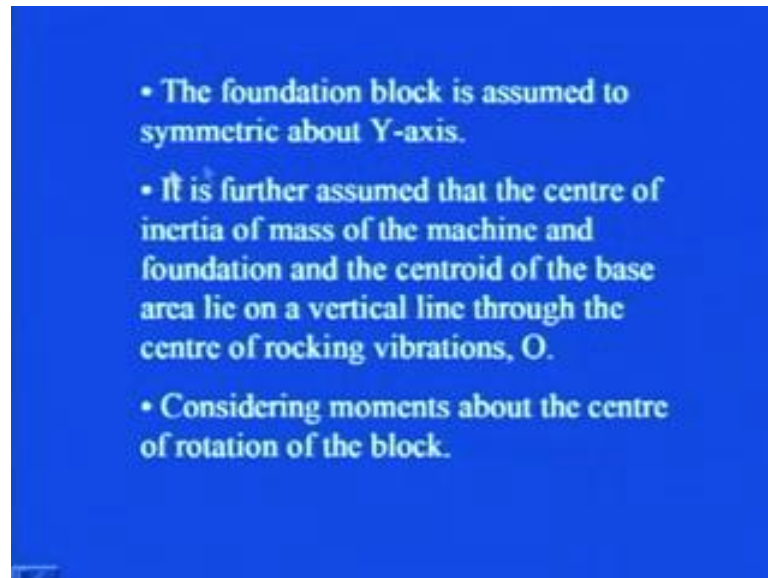 • The foundation block is assumed to
symmetric about Y-axis.
• It is further assumed that the centre of
inertia of mass of the machine and
foundation and the centroid of the base
area lie on a vertical line through the
centre of rocking vibrations, O.
• Considering moments about the centre
of rotation of the block.